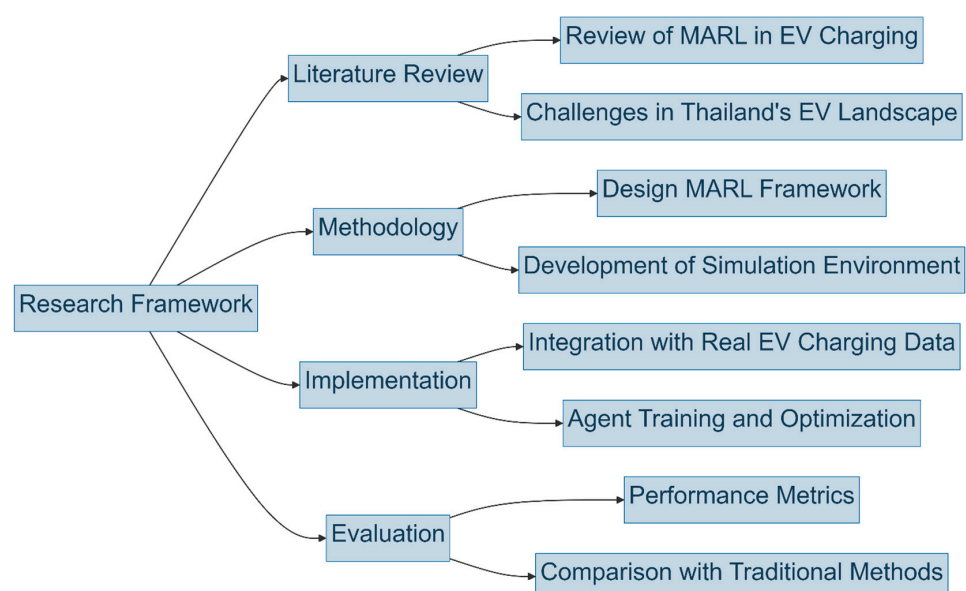 Research Framework
Literature Review
Review of MARL in EV Charging
Challenges in Thailand's EV Landscape
Methodology
Design MARL Framework
Development of Simulation Environment
Implementation
Integration with Real EV Charging Data
Agent Training and Optimization
Evaluation
Performance Metrics
Comparison with Traditional Methods